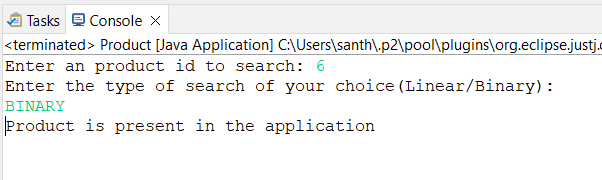 Tasks Console
<terminated> Product [Java Application] C:\Users\santh\.p2\pool\plugins\org.eclipse.justj.
Enter an product id to search: 6
Enter the type of search of your choice(Linear/Binary):
BINARY
Product is present in the application